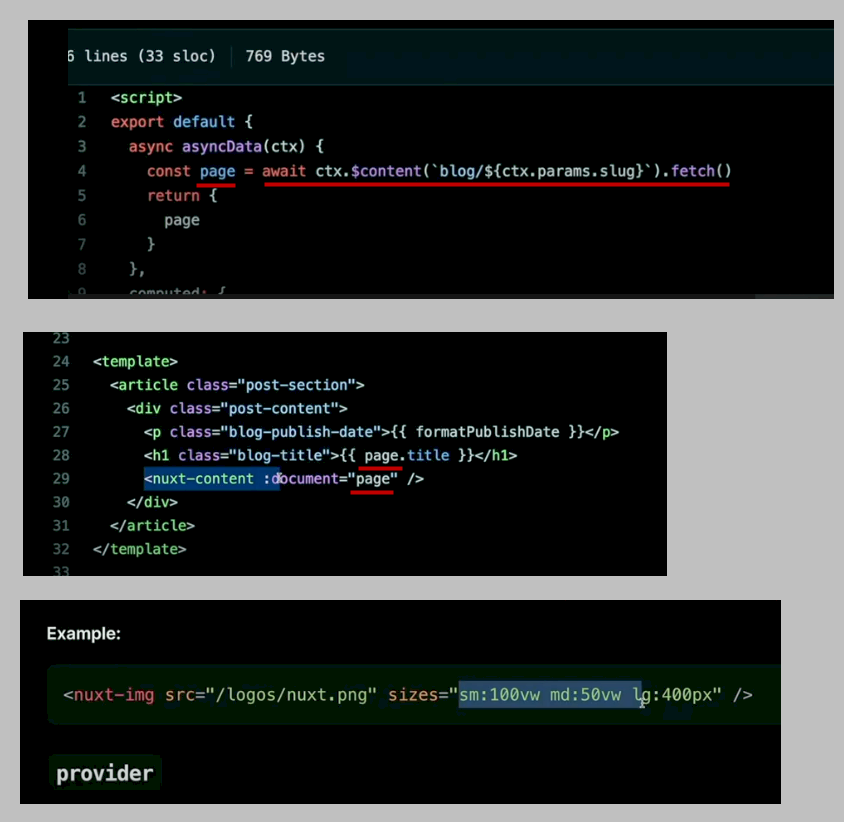 6 lines (33 sloc) 769 Bytes
1 <script>
2 export default {
3 async asyncData(ctx) {
4 const page = await ctx.$content(`blog/${ctx.params.slug}`).fetch()
5 return {
6 page
7 }
8 },
9 computed: {
23
24 <template>
25 <article class="post-section">
26 <div class="post-content">
27 <p class="blog-publish-date">{{ formatPublishDate }}</p>
28 <h1 class="blog-title">{{ page.title }}</h1>
29 <nuxt-content :document="page" />
30 </div>
31 </article>
32 </template>
33
Example:
<nuxt-img src="/logos/nuxt.png" sizes="sm:100vw md:50vw lg:400px" />
provider